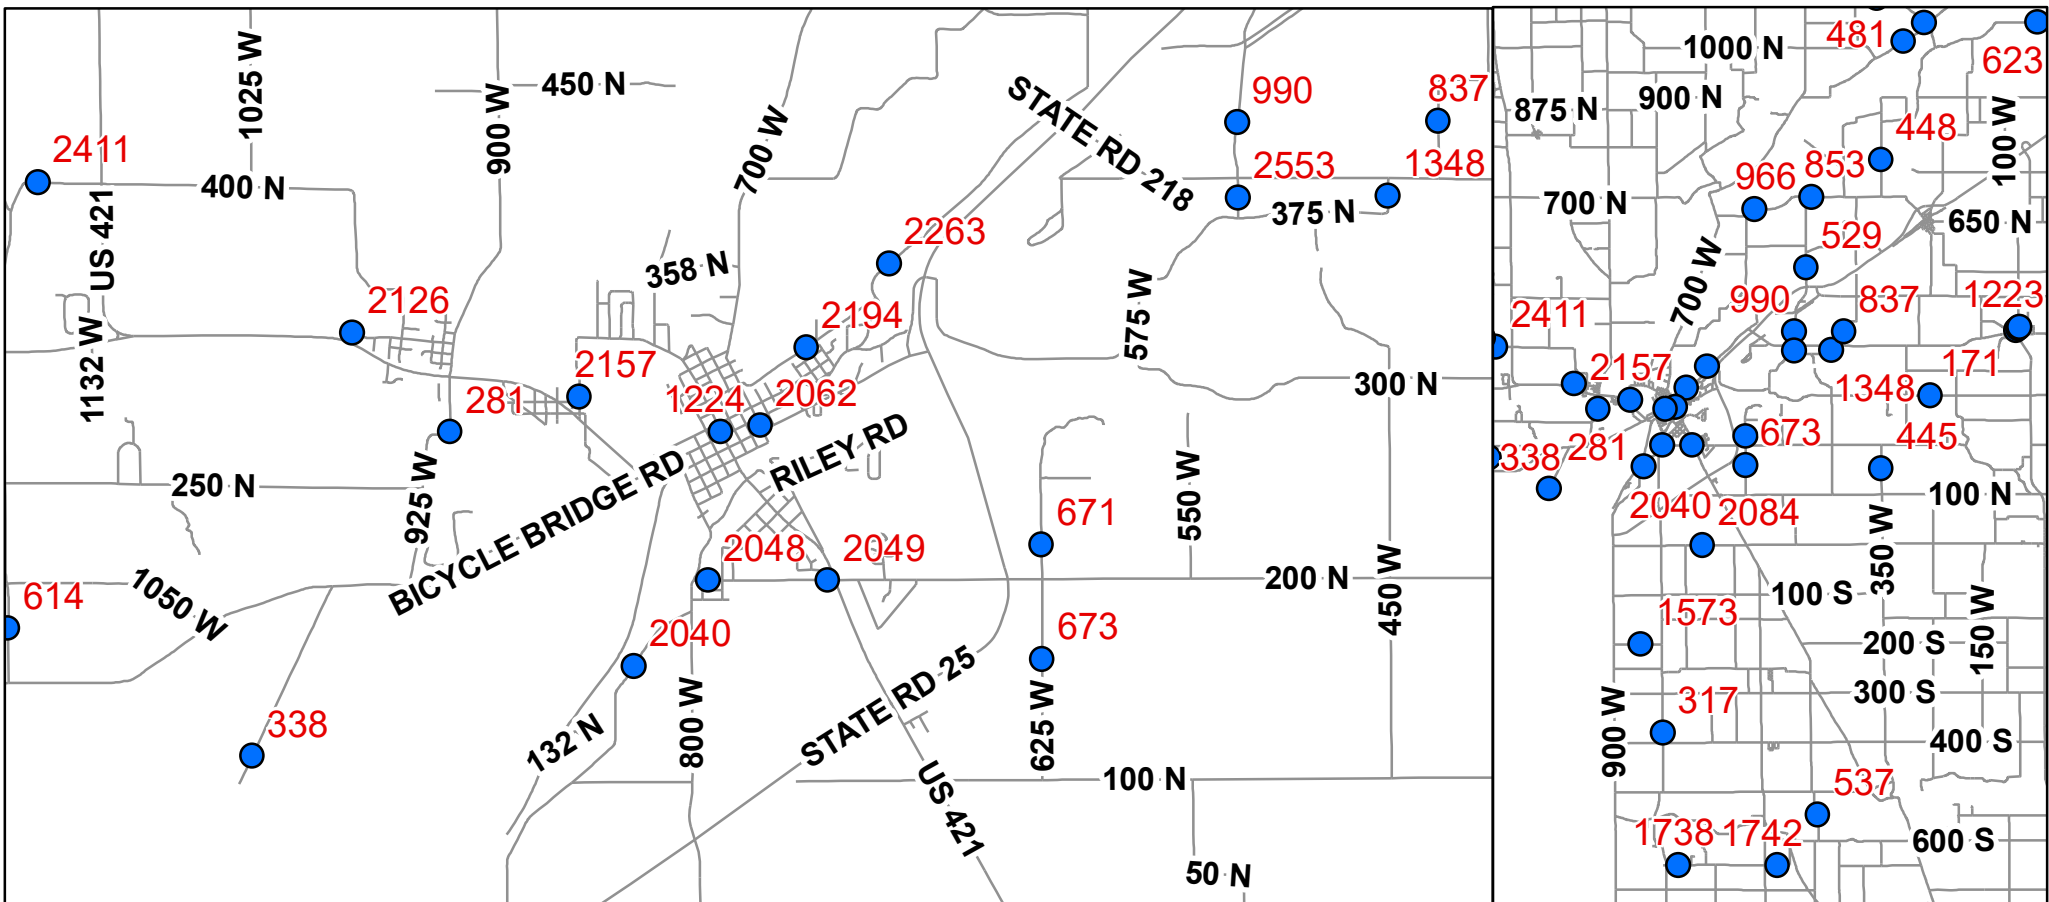 1025 W
450 N
900 W
2411
400 N
US 421
700 W
STATE RD 218
990
837
2553
1348
375 N
2263
358 N
2126
2194
575 W
1132 W
2157
281
1224
2062
300 N
RILEY RD
250 N
925 W
BICYCLE BRIDGE RD
550 W
671
2048
2049
200 N
450 W
1050 W
614
2040
673
338
132 N
800 W
STATE RD 25
625 W
100 N
US 421
50 N
481
1000 N
623
875 N
900 N
448
100 W
966
853
700 N
650 N
529
700 W
990
837
1223
2411
2157
171
1348
338
281
673
445
100 N
2040
2084
350 W
100 S
1573
150 W
200 S
900 W
317
300 S
400 S
537
1738
1742
600 S